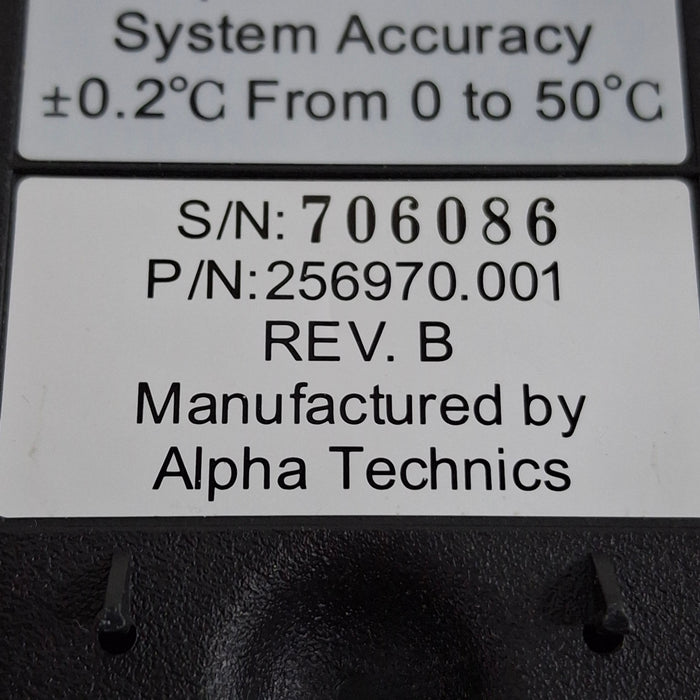 System Accuracy
±0.2°C From 0 to 50°C
S/N: 706086
P/N:256970.001
REV. B
Manufactured by
Alpha Technics